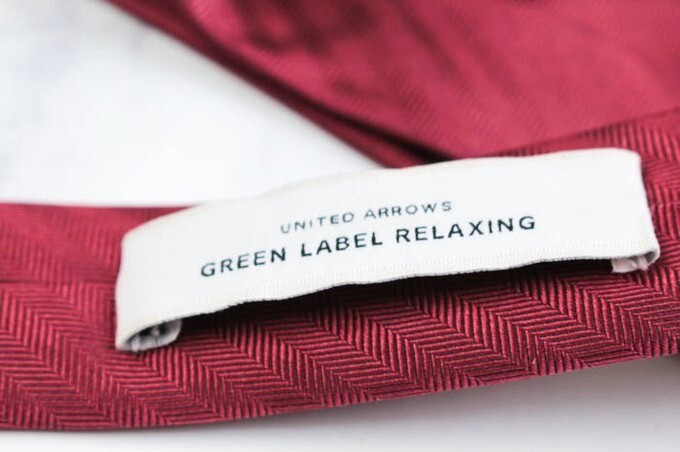 UNITED ARROWS
GREEN LABEL RELAXING